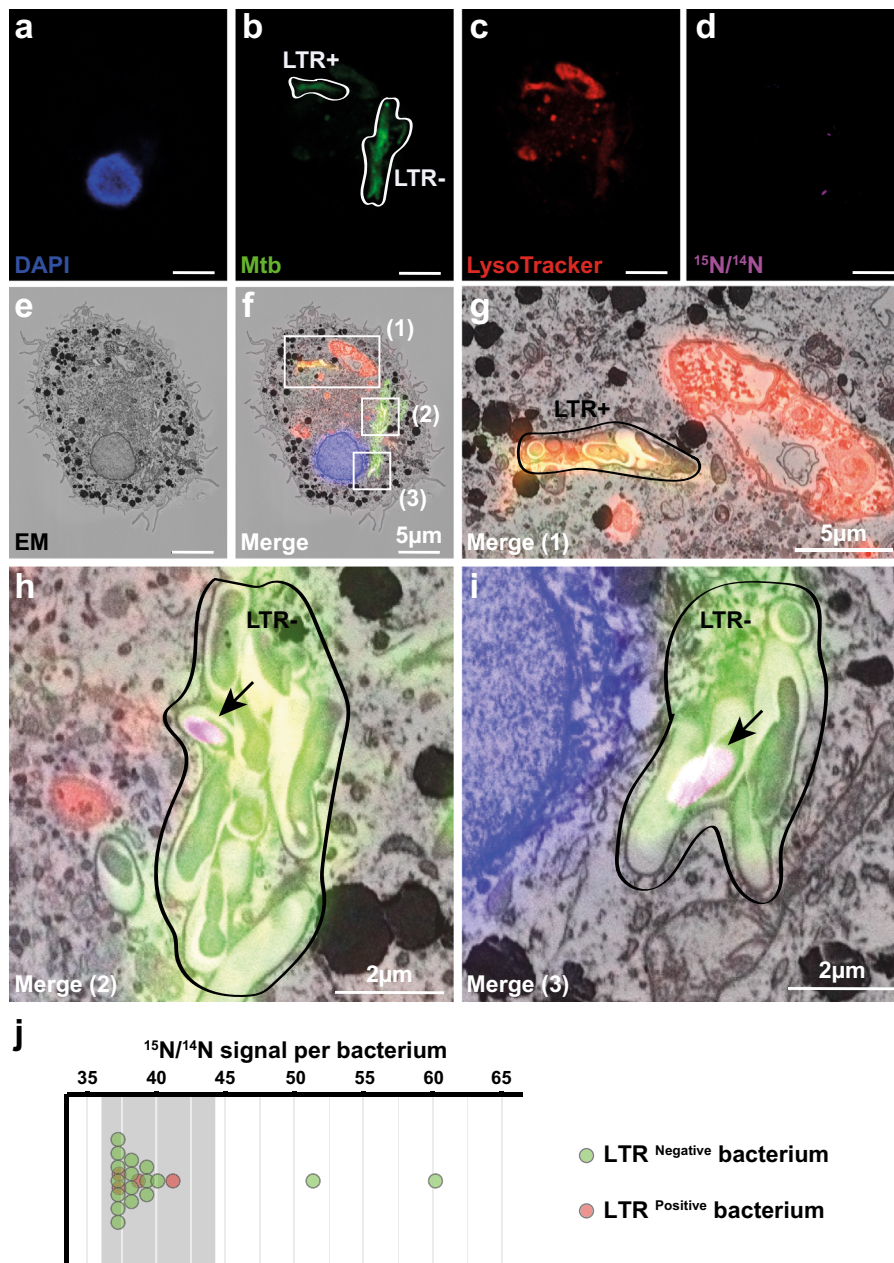 a
b
c
d
LTR+
LTR-
DAPI
Mtb
LysoTracker
¹⁵N/¹⁴N
e
f
g
(1)
(2)
(3)
LTR+
EM
Merge
5µm
Merge (1)
5µm
h
i
LTR-
LTR-
Merge (2)
2µm
Merge (3)
2µm
j
¹⁵N/¹⁴N signal per bacterium
35 40 45 50 55 60 65
LTR ᴺᵉᵍᵃᵗⁱᵛᵉ bacterium
LTR ᴾᵒˢⁱᵗⁱᵛᵉ bacterium